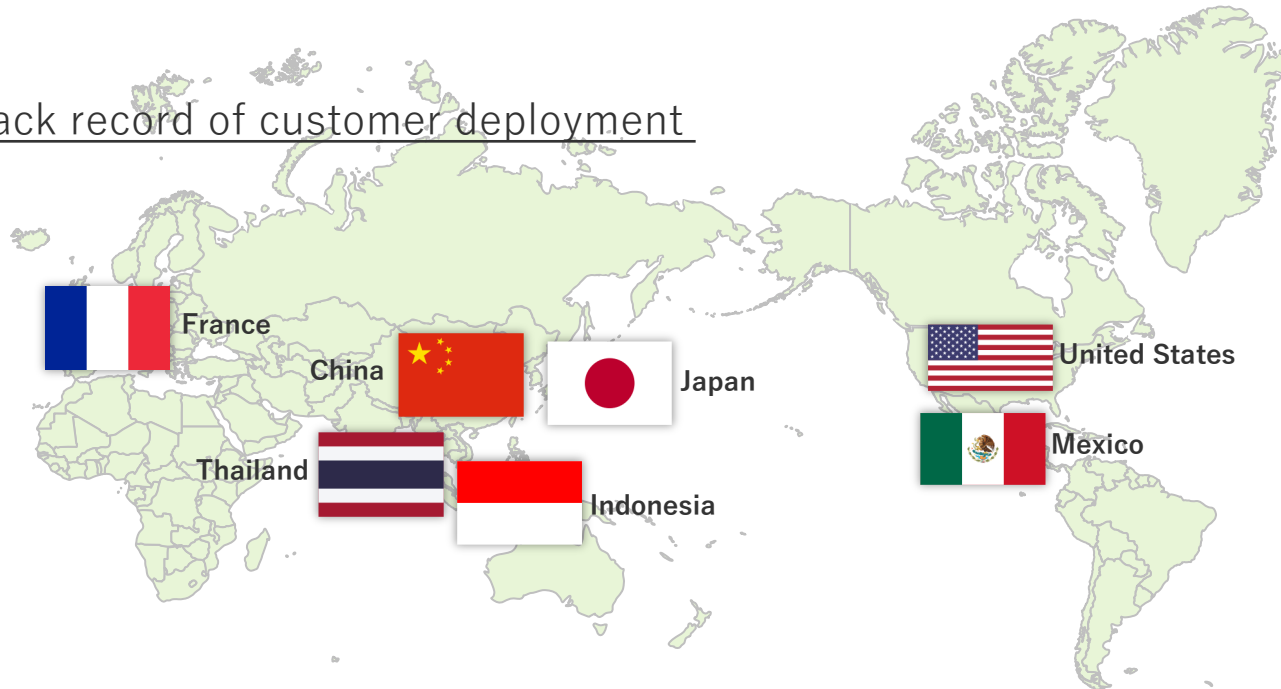 ack record of customer deployment
France
China
Japan
United States
Mexico
Thailand
Indonesia